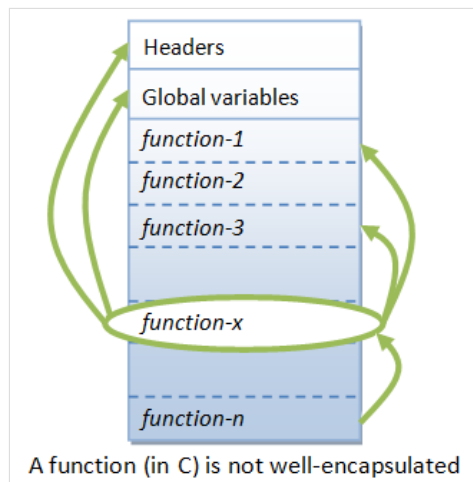 Headers
Global variables
function-1
function-2
function-3
function-x
function-n
A function (in C) is not well-encapsulated